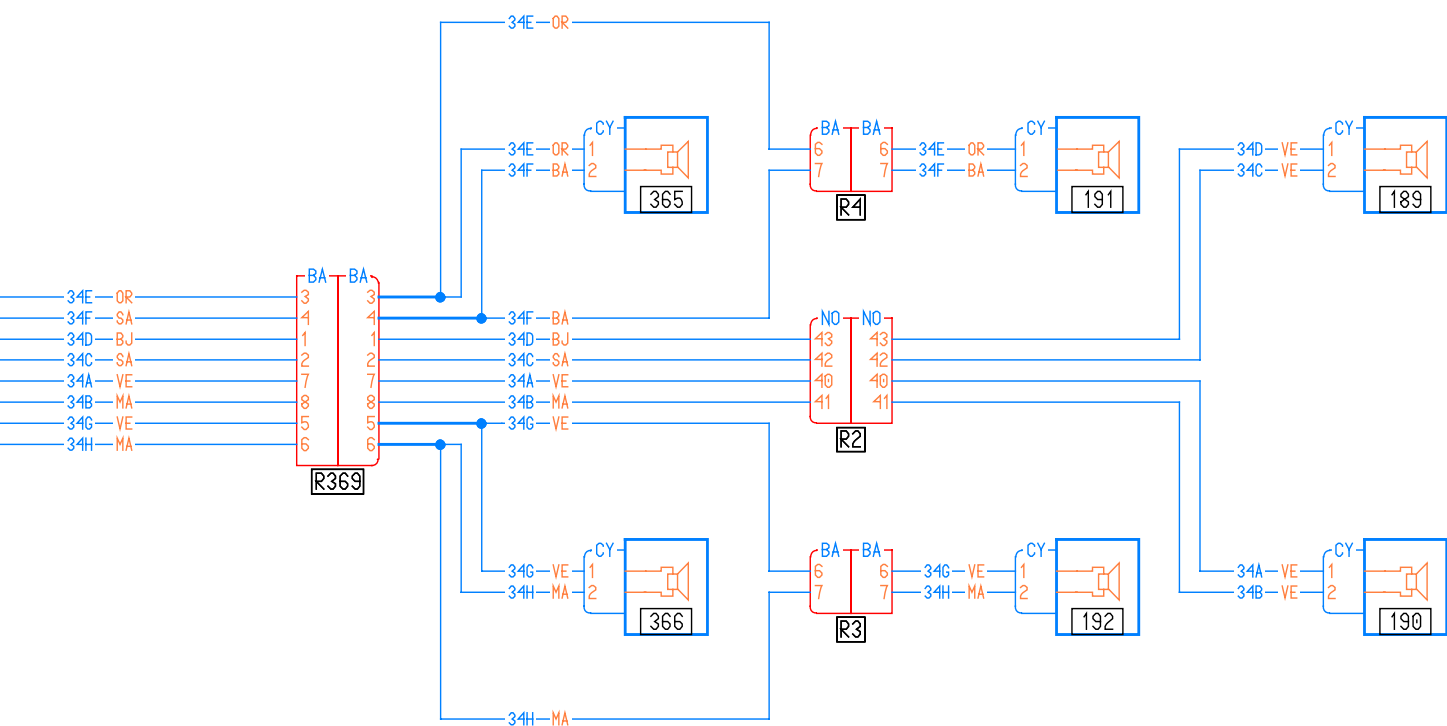 34E OR
CY
34E OR 1
34F BA 2
365
BA BA
6 6 34E OR
7 7 34F BA
R4
CY
1
2
191
CY
34D VE 1
34C VE 2
189
BA BA
34E OR 3 3
34F SA 4 4 34F BA
34D BJ 1 1 34D BJ
34C SA 2 2 34C SA
34A VE 7 7 34A VE
34B MA 8 8 34B MA
34G VE 5 5 34G VE
34H MA 6 6
R369
NO NO
43 43
42 42
40 40
41 41
R2
CY
34G VE 1
34H MA 2
366
BA BA
6 6 34G VE
7 7 34H MA
R3
CY
1
2
192
CY
34A VE 1
34B VE 2
190
34H MA